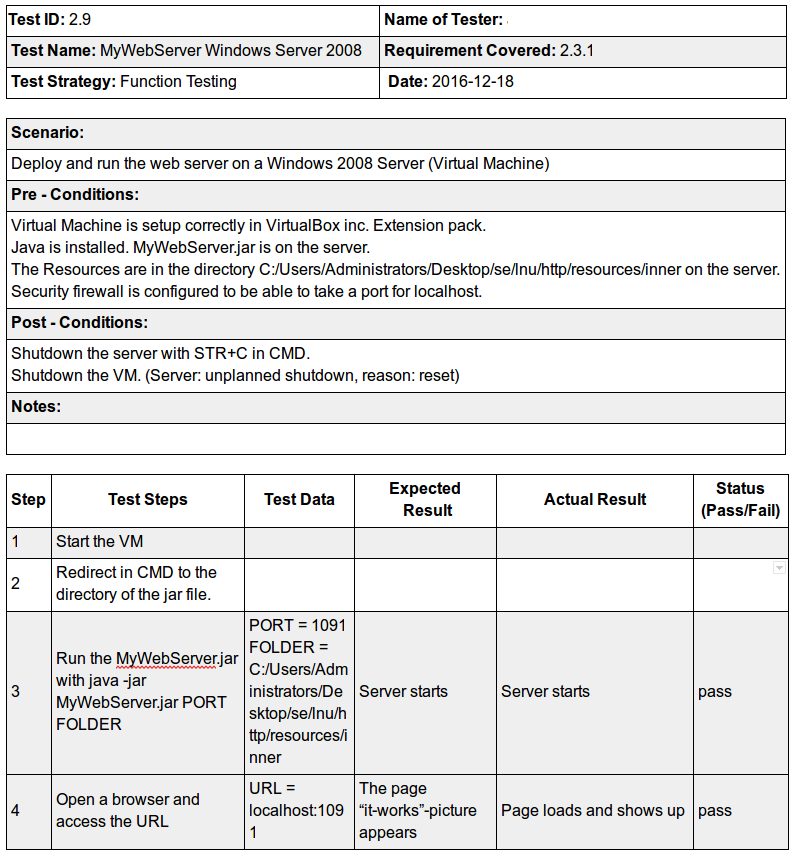 Test ID: 2.9
Name of Tester:
Test Name: MyWebServer Windows Server 2008
Requirement Covered: 2.3.1
Test Strategy: Function Testing
Date: 2016-12-18
Scenario:
Deploy and run the web server on a Windows 2008 Server (Virtual Machine)
Pre - Conditions:
Virtual Machine is setup correctly in VirtualBox inc. Extension pack.
Java is installed. MyWebServer.jar is on the server.
The Resources are in the directory C:/Users/Administrators/Desktop/se/lnu/http/resources/inner on the server.
Security firewall is configured to be able to take a port for localhost.
Post - Conditions:
Shutdown the server with STR+C in CMD.
Shutdown the VM. (Server: unplanned shutdown, reason: reset)
Notes:
Step
Test Steps
Test Data
Expected
Result
Actual Result
Status
(Pass/Fail)
1
Start the VM
2
Redirect in CMD to the
directory of the jar file.
3
Run the MyWebServer.jar
with java -jar
MyWebServer.jar PORT
FOLDER
PORT = 1091
FOLDER =
C:/Users/Adm
inistrators/De
sktop/se/lnu/h
ttp/resources/i
nner
Server starts
Server starts
pass
4
Open a browser and
access the URL
URL =
localhost:109
1
The page
“it-works”-picture
appears
Page loads and shows up
pass